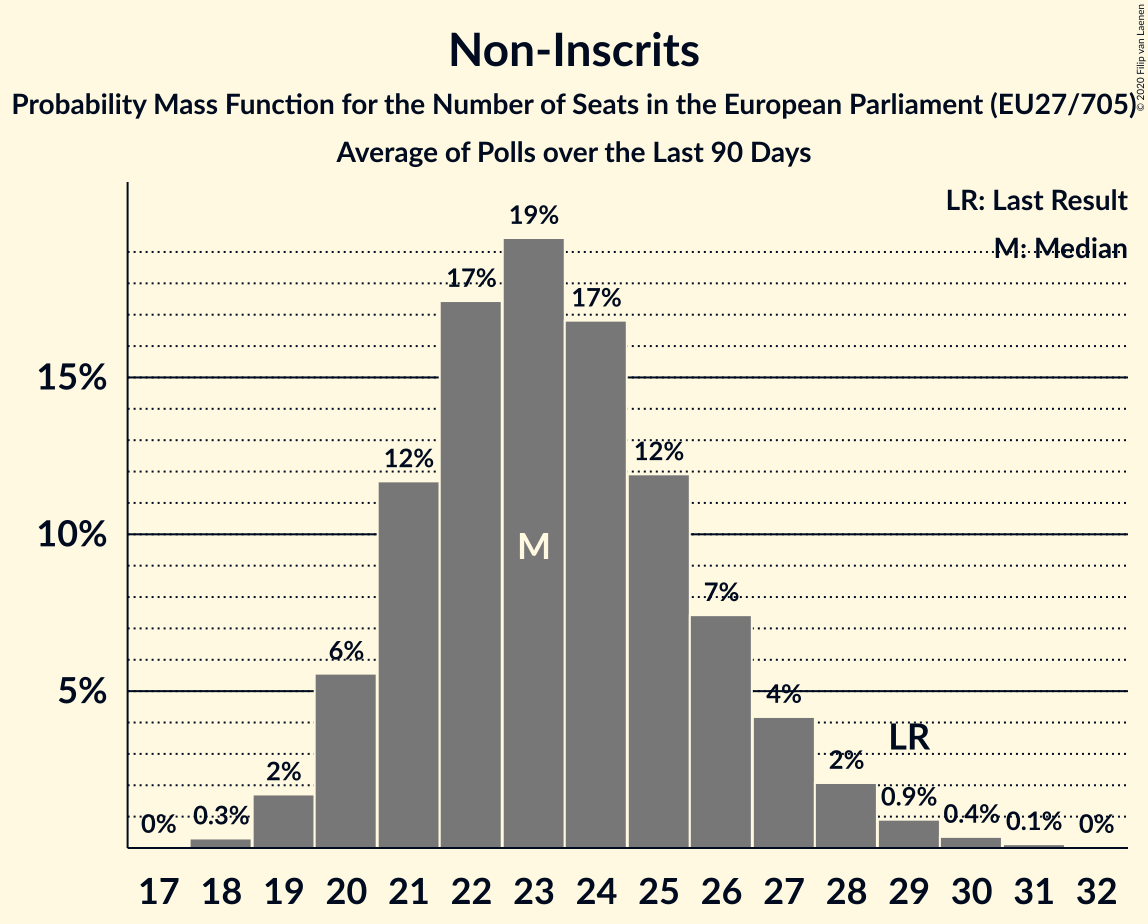 Non-Inscrits
Probability Mass Function for the Number of Seats in the European Parliament (EU27/705)
Average of Polls over the Last 90 Days
© 2020 Filip van Laenen
LR: Last Result
M: Median
19%
17%
17%
15%
12%
12%
10%
M
7%
6%
5%
4%
LR
2%
2%
0.9%
0%
0.3%
0.4%
0.1%
0%
17 18 19 20 21 22 23 24 25 26 27 28 29 30 31 32